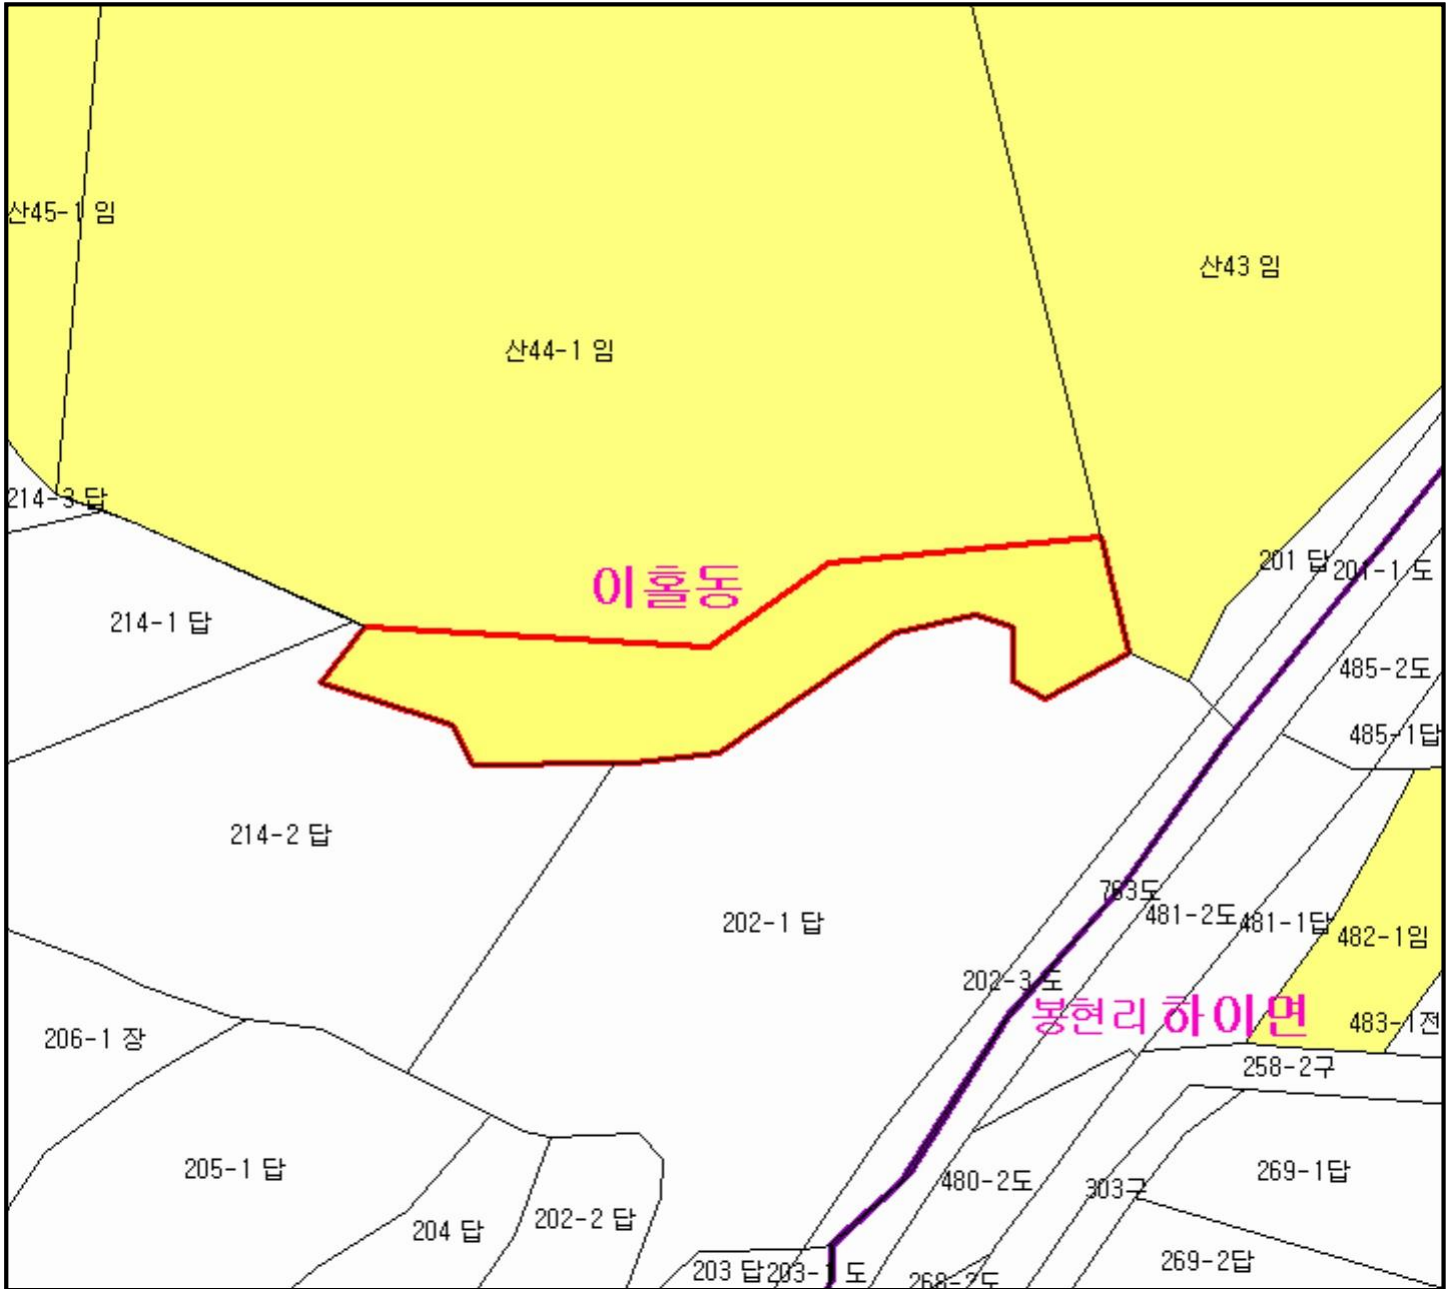 산45-1 임
산43 임
산44-1 임
214-3 답
이홀동
201 답
201-1 도
214-1 답
485-2도
485-1답
214-2 답
763도
202-1 답
481-2도
481-1답
482-1임
202-3 도
봉현리 하이면
483-1전
206-1 장
258-2구
205-1 답
480-2도
303구
269-1답
204 답
202-2 답
203 답
203-1 도
268-2도
269-2답